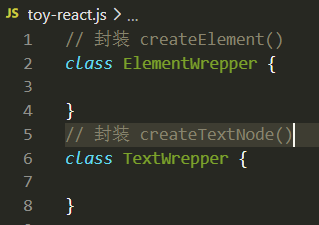 JS toy-react.js > ...
1 // 封装 createElement()
2 class ElementWrepper {
3
4 }
5 // 封装 createTextNode()
6 class TextWrepper {
7
8 }